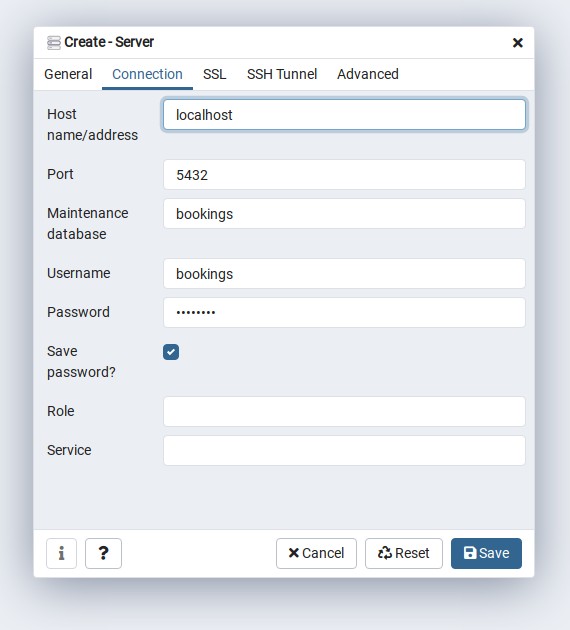 Create - Server
General Connection SSL SSH Tunnel Advanced
Host
name/address
localhost
Port
5432
Maintenance
database
bookings
Username
bookings
Password
••••••••
Save
password?
Role
Service
i ? Cancel Reset Save